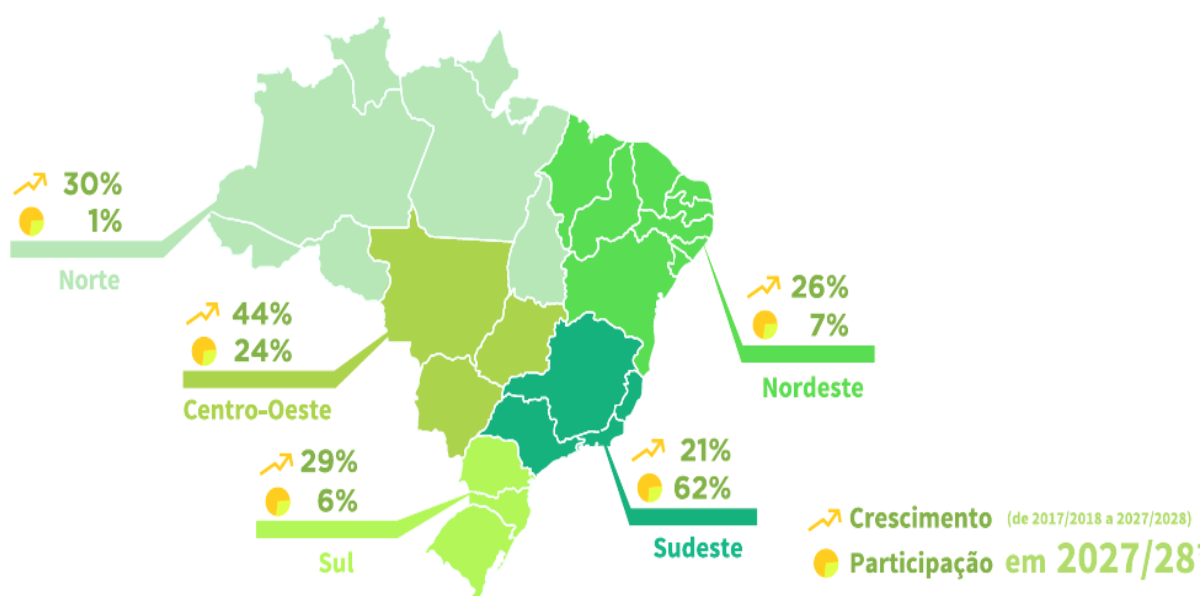 30%
1%
Norte
44%
24%
Centro-Oeste
29%
6%
Sul
26%
7%
Nordeste
21%
62%
Sudeste
Crescimento (de 2017/2018 a 2027/2028)
Participação em 2027/28